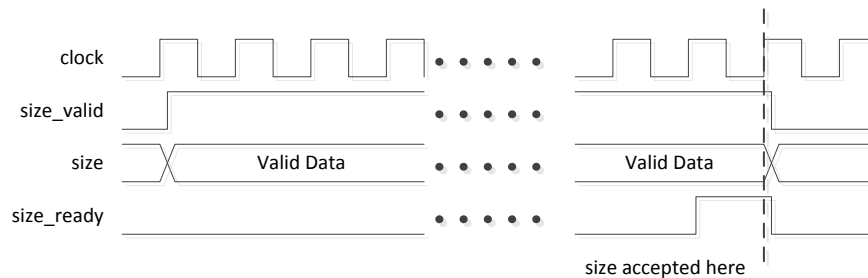 clock
size_valid
size
Valid Data
Valid Data
size_ready
size accepted here